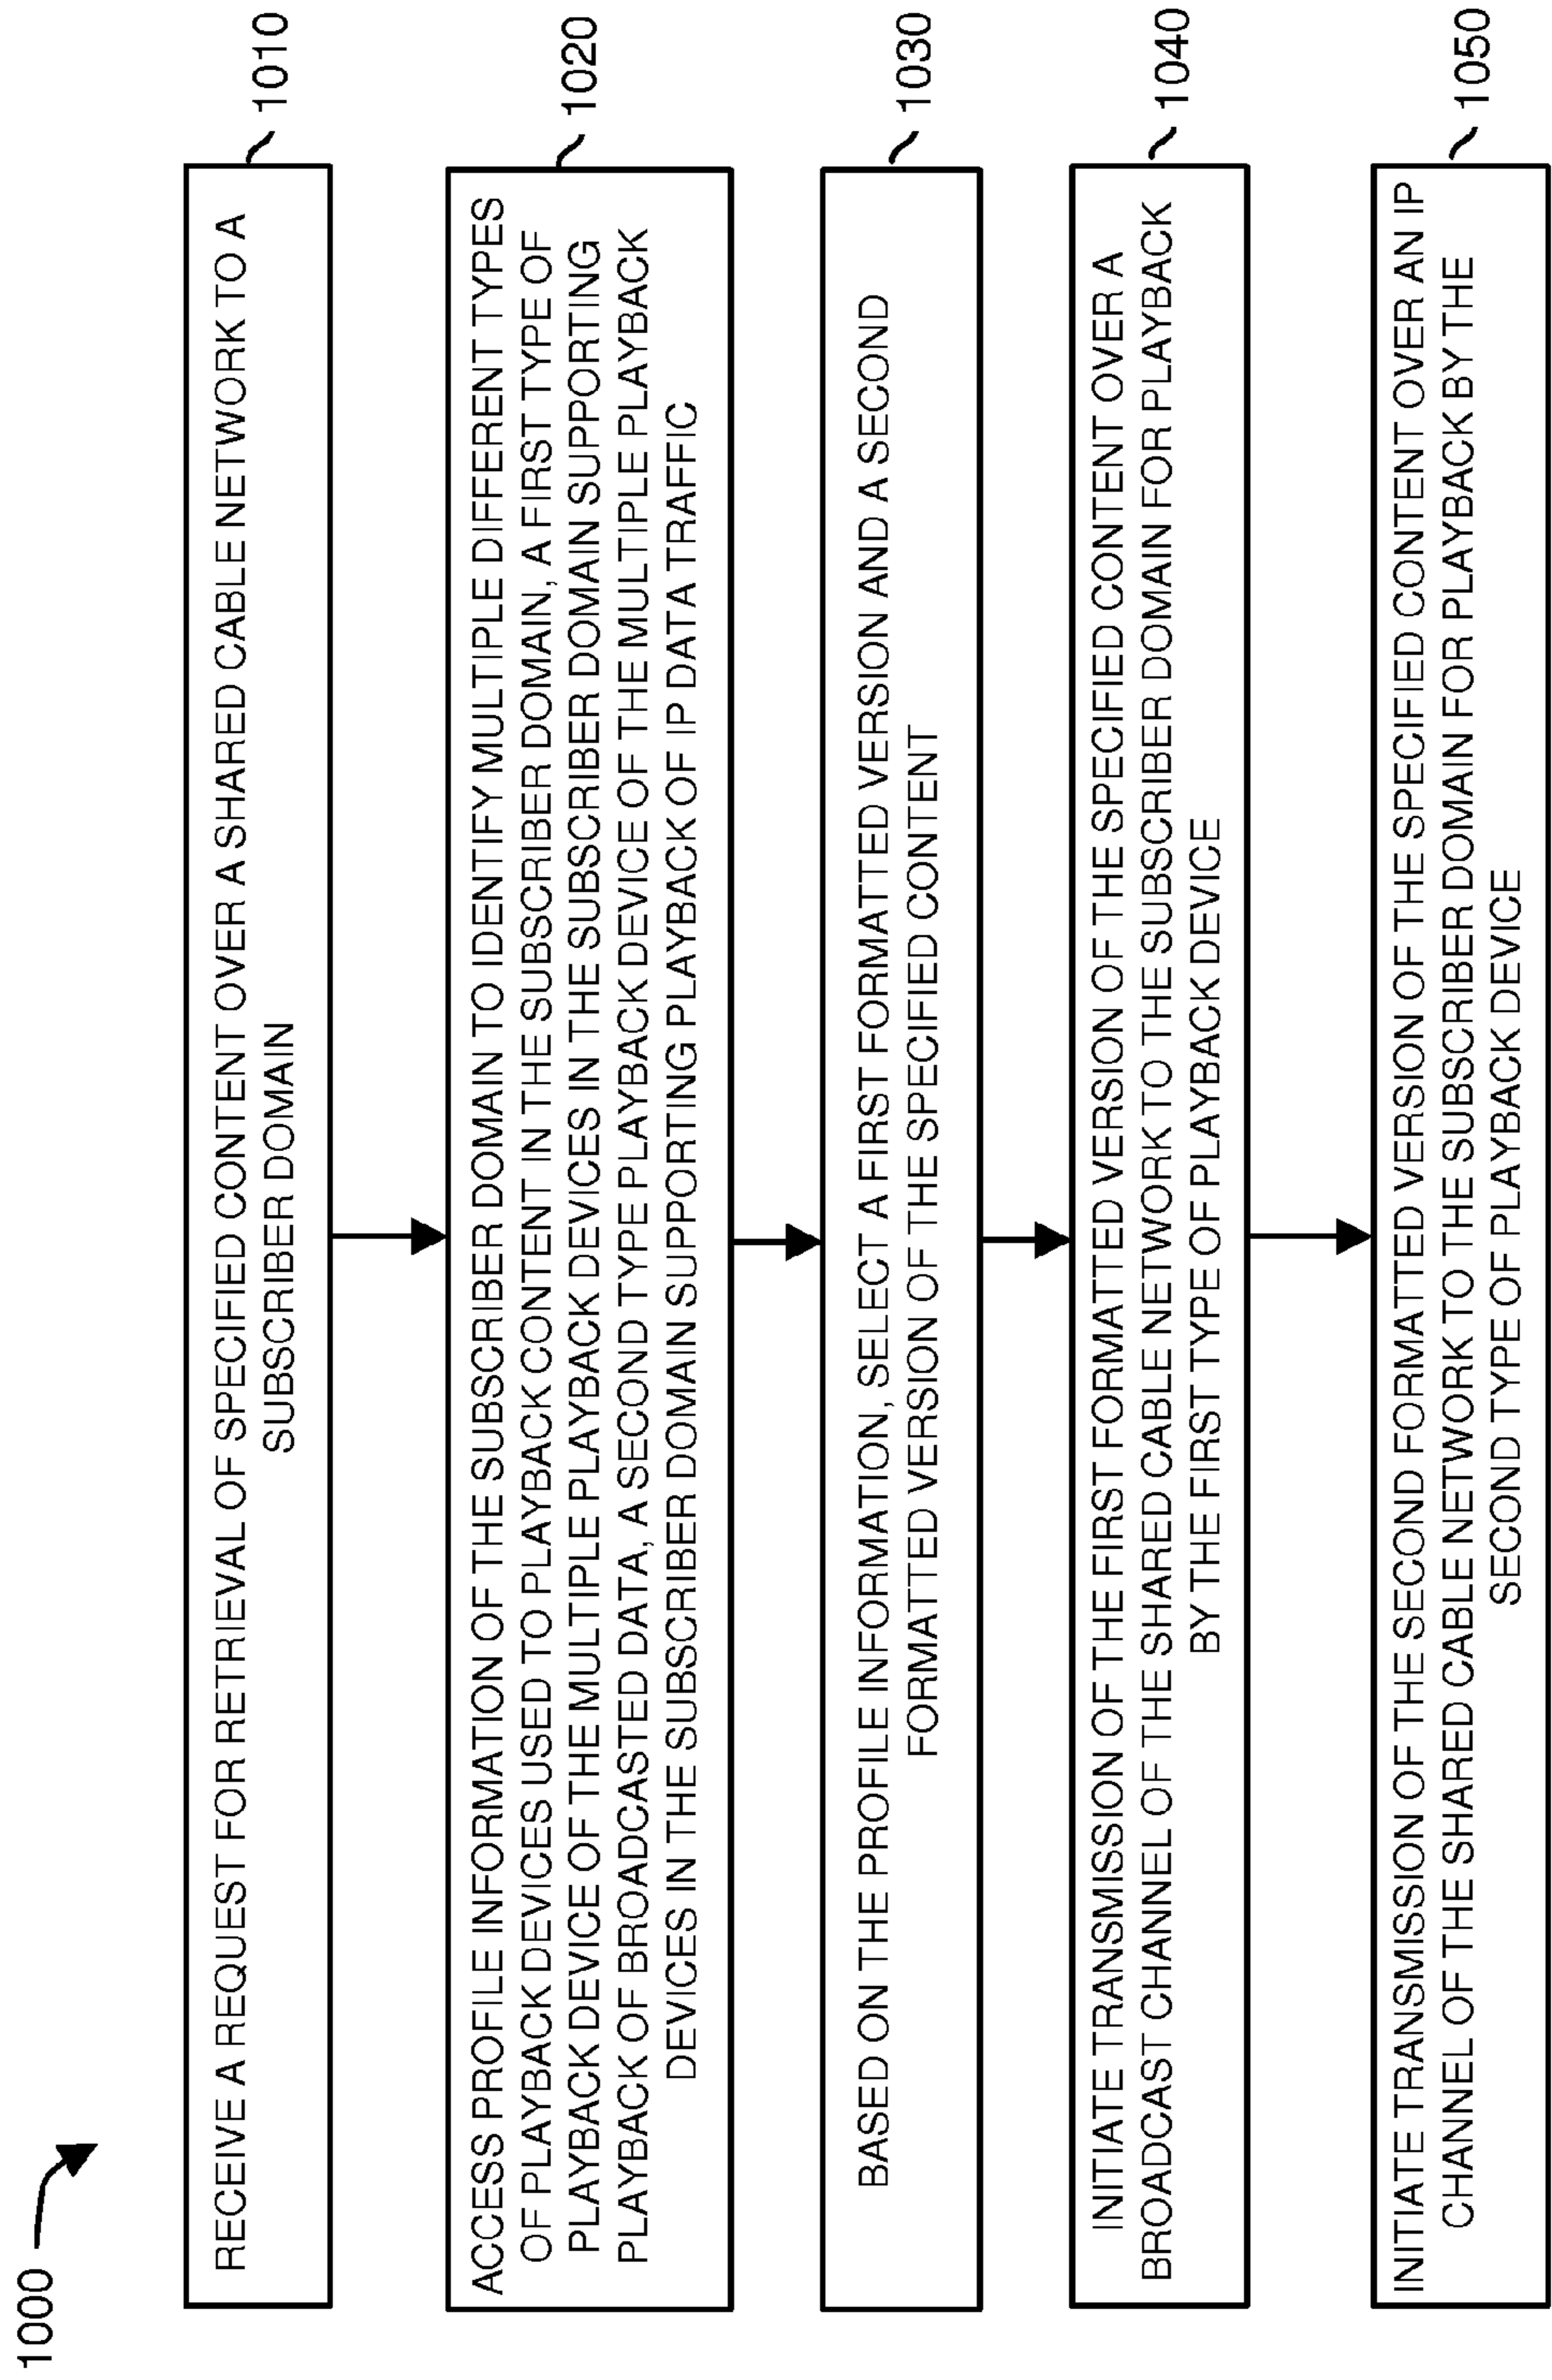 1000
RECEIVE A REQUEST FOR RETRIEVAL OF SPECIFIED CONTENT OVER A SHARED CABLE NETWORK TO A
SUBSCRIBER DOMAIN
1010
ACCESS PROFILE INFORMATION OF THE SUBSCRIBER DOMAIN TO IDENTIFY MULTIPLE DIFFERENT TYPES
OF PLAYBACK DEVICES USED TO PLAYBACK CONTENT IN THE SUBSCRIBER DOMAIN, A FIRST TYPE OF
PLAYBACK DEVICE OF THE MULTIPLE PLAYBACK DEVICES IN THE SUBSCRIBER DOMAIN SUPPORTING
PLAYBACK OF BROADCASTED DATA, A SECOND TYPE PLAYBACK DEVICE OF THE MULTIPLE PLAYBACK
DEVICES IN THE SUBSCRIBER DOMAIN SUPPORTING PLAYBACK OF IP DATA TRAFFIC
1020
BASED ON THE PROFILE INFORMATION, SELECT A FIRST FORMATTED VERSION AND A SECOND
FORMATTED VERSION OF THE SPECIFIED CONTENT
1030
INITIATE TRANSMISSION OF THE FIRST FORMATTED VERSION OF THE SPECIFIED CONTENT OVER A
BROADCAST CHANNEL OF THE SHARED CABLE NETWORK TO THE SUBSCRIBER DOMAIN FOR PLAYBACK
BY THE FIRST TYPE OF PLAYBACK DEVICE
1040
INITIATE TRANSMISSION OF THE SECOND FORMATTED VERSION OF THE SPECIFIED CONTENT OVER AN IP
CHANNEL OF THE SHARED CABLE NETWORK TO THE SUBSCRIBER DOMAIN FOR PLAYBACK BY THE
SECOND TYPE OF PLAYBACK DEVICE
1050